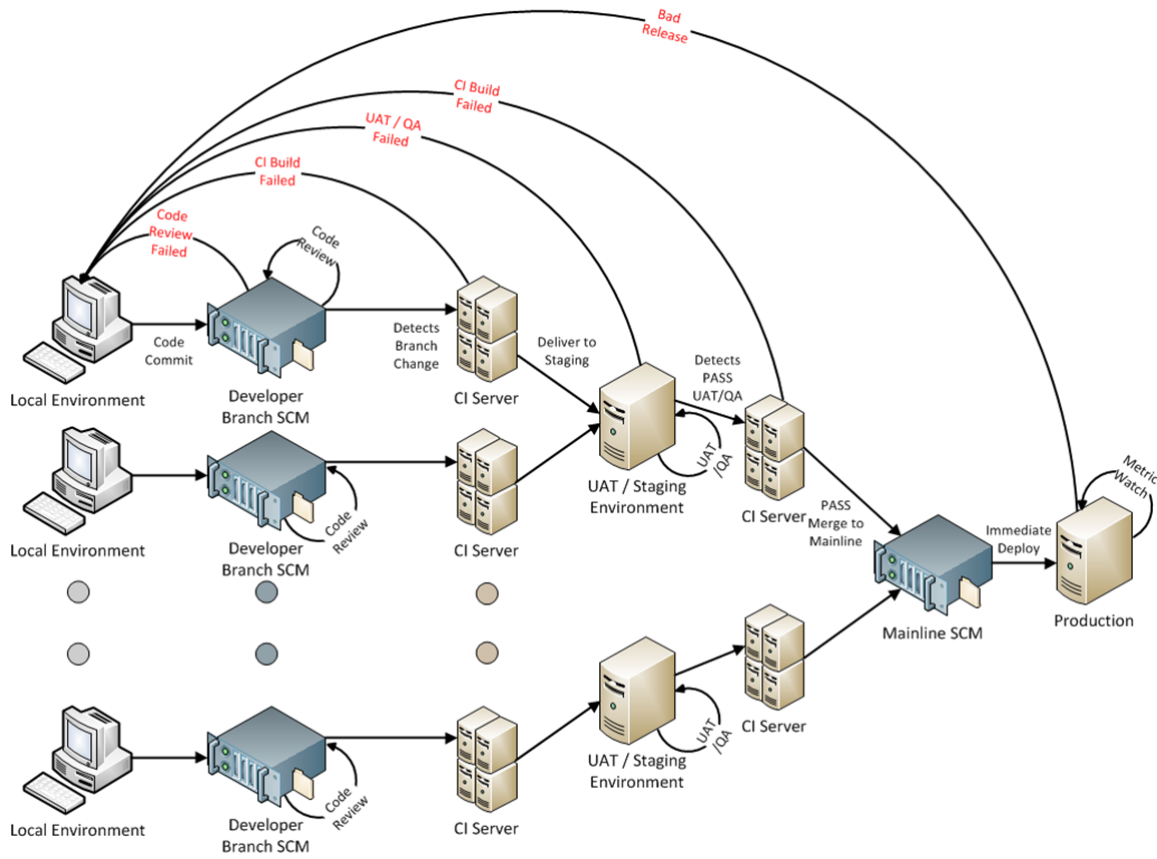 Bad
Release
CI Build
Failed
UAT / QA
Failed
CI Build
Failed
Code
Review
Failed
Code
Review
Code
Commit
Detects
Branch
Change
Deliver to
Staging
Detects
PASS
UAT/QA
Local Environment
Developer
Branch SCM
CI Server
UAT
/QA
UAT / Staging
Environment
CI Server
PASS
Merge to
Mainline
Metric
Watch
Immediate
Deploy
Local Environment
Code
Review
Developer
Branch SCM
CI Server
Mainline SCM
Production
UAT
/QA
CI Server
UAT / Staging
Environment
Local Environment
Code
Review
Developer
Branch SCM
CI Server